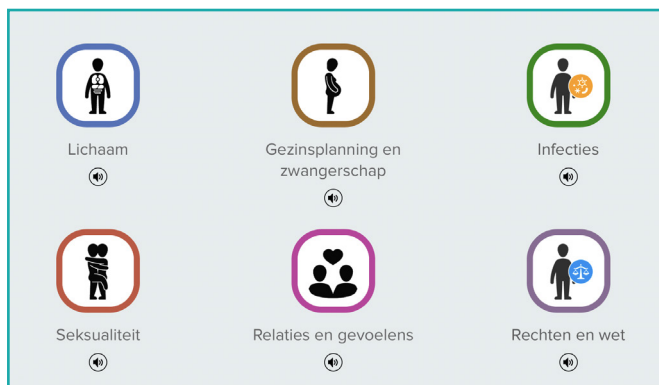 Lichaam
Gezinsplanning en
zwangerschap
Infecties
Seksualiteit
Relaties en gevoelens
Rechten en wet